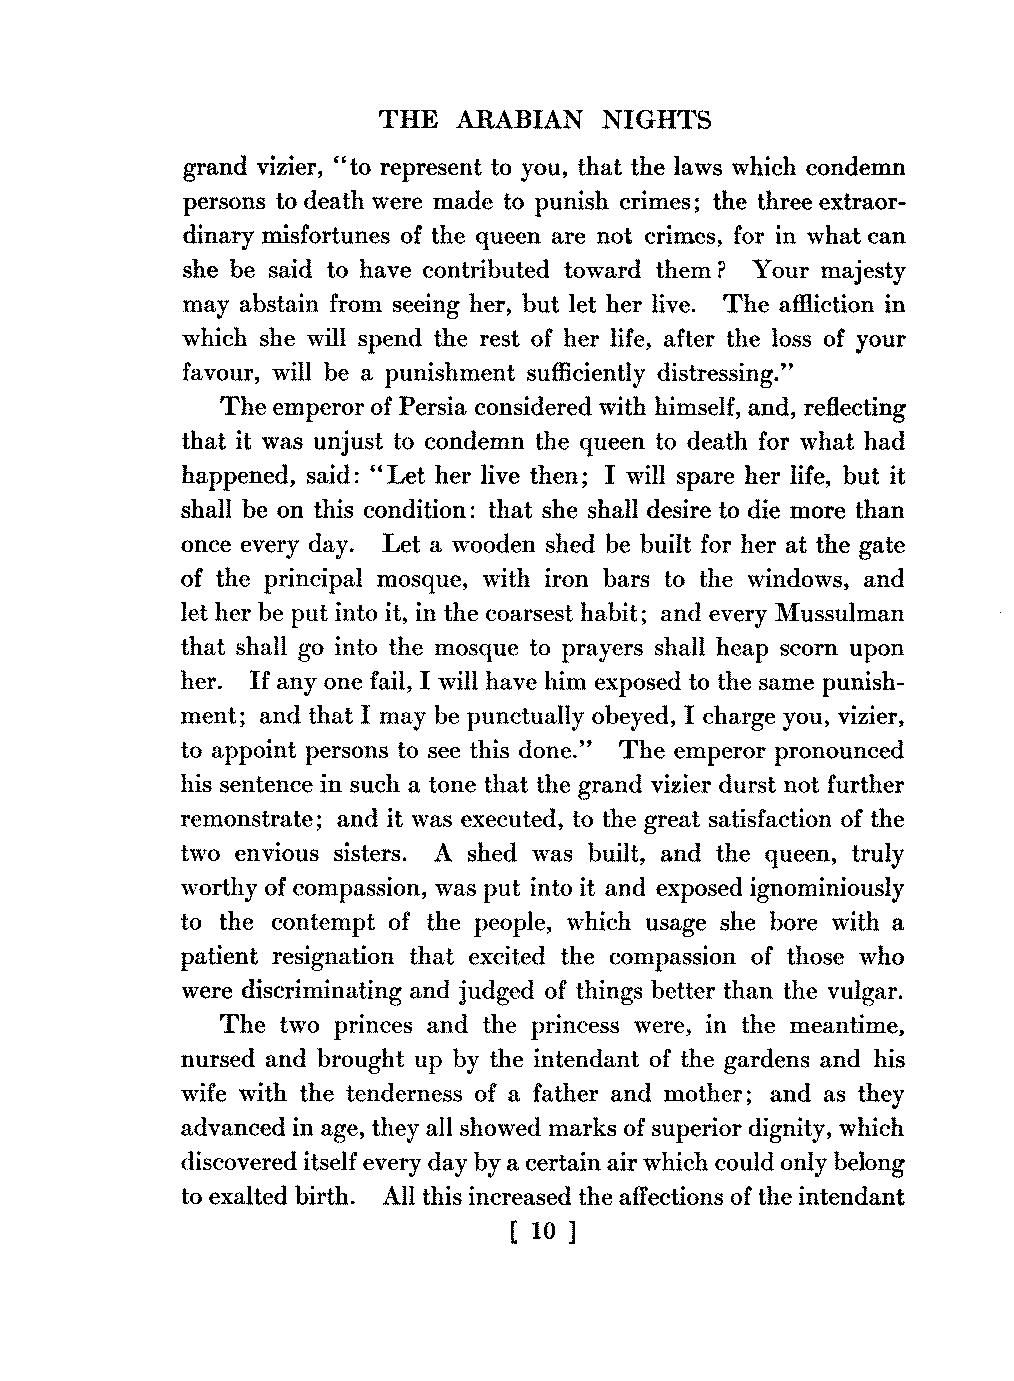 THE ARABIAN NIGHTS
grand vizier, “to represent to you, that the laws which condemn
persons to death were made to punish crimes; the three extraor-
dinary misfortunes of the queen are not crimes, for in what can
she be said to have contributed toward them? Your majesty
may abstain from seeing her, but let her live. The affliction in
which she will spend the rest of her life, after the loss of your
favour, will be a punishment sufficiently distressing.”
The emperor of Persia considered with himself, and, reflecting
that it was unjust to condemn the queen to death for what had
happened, said: “Let her live then; I will spare her life, but it
shall be on this condition: that she shall desire to die more than
once every day. Let a wooden shed be built for her at the gate
of the principal mosque, with iron bars to the windows, and
let her be put into it, in the coarsest habit; and every Mussulman
that shall go into the mosque to prayers shall heap scorn upon
her. If any one fail, I will have him exposed to the same punish-
ment; and that I may be punctually obeyed, I charge you, vizier,
to appoint persons to see this done.” The emperor pronounced
his sentence in such a tone that the grand vizier durst not further
remonstrate; and it was executed, to the great satisfaction of the
two envious sisters. A shed was built, and the queen, truly
worthy of compassion, was put into it and exposed ignominiously
to the contempt of the people, which usage she bore with a
patient resignation that excited the compassion of those who
were discriminating and judged of things better than the vulgar.
The two princes and the princess were, in the meantime,
nursed and brought up by the intendant of the gardens and his
wife with the tenderness of a father and mother; and as they
advanced in age, they all showed marks of superior dignity, which
discovered itself every day by a certain air which could only belong
to exalted birth. All this increased the affections of the intendant
[ 10 ]